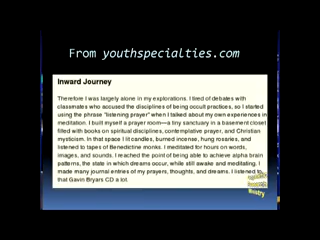 From youthspecialties.com
Inward Journey
Therefore I was largely alone in my explorations. I tired of debates with
classmates who accused the disciplines of being occult practices, so I started
using the phrase "listening prayer" when I talked about my own experiences in
meditation. I built myself a prayer room—a tiny sanctuary in a basement closet
filled with books on spiritual disciplines, contemplative prayer, and Christian
mysticism. In that space I lit candles, burned incense, hung rosaries, and
listened to tapes of Benedictine monks. I meditated for hours on words,
images, and sounds. I reached the point of being able to achieve alpha brain
patterns, the state in which dreams occur, while still awake and meditating. I
made many journal entries of my prayers, thoughts, and dreams. I listened to
that Gavin Bryars CD a lot.
Ministry